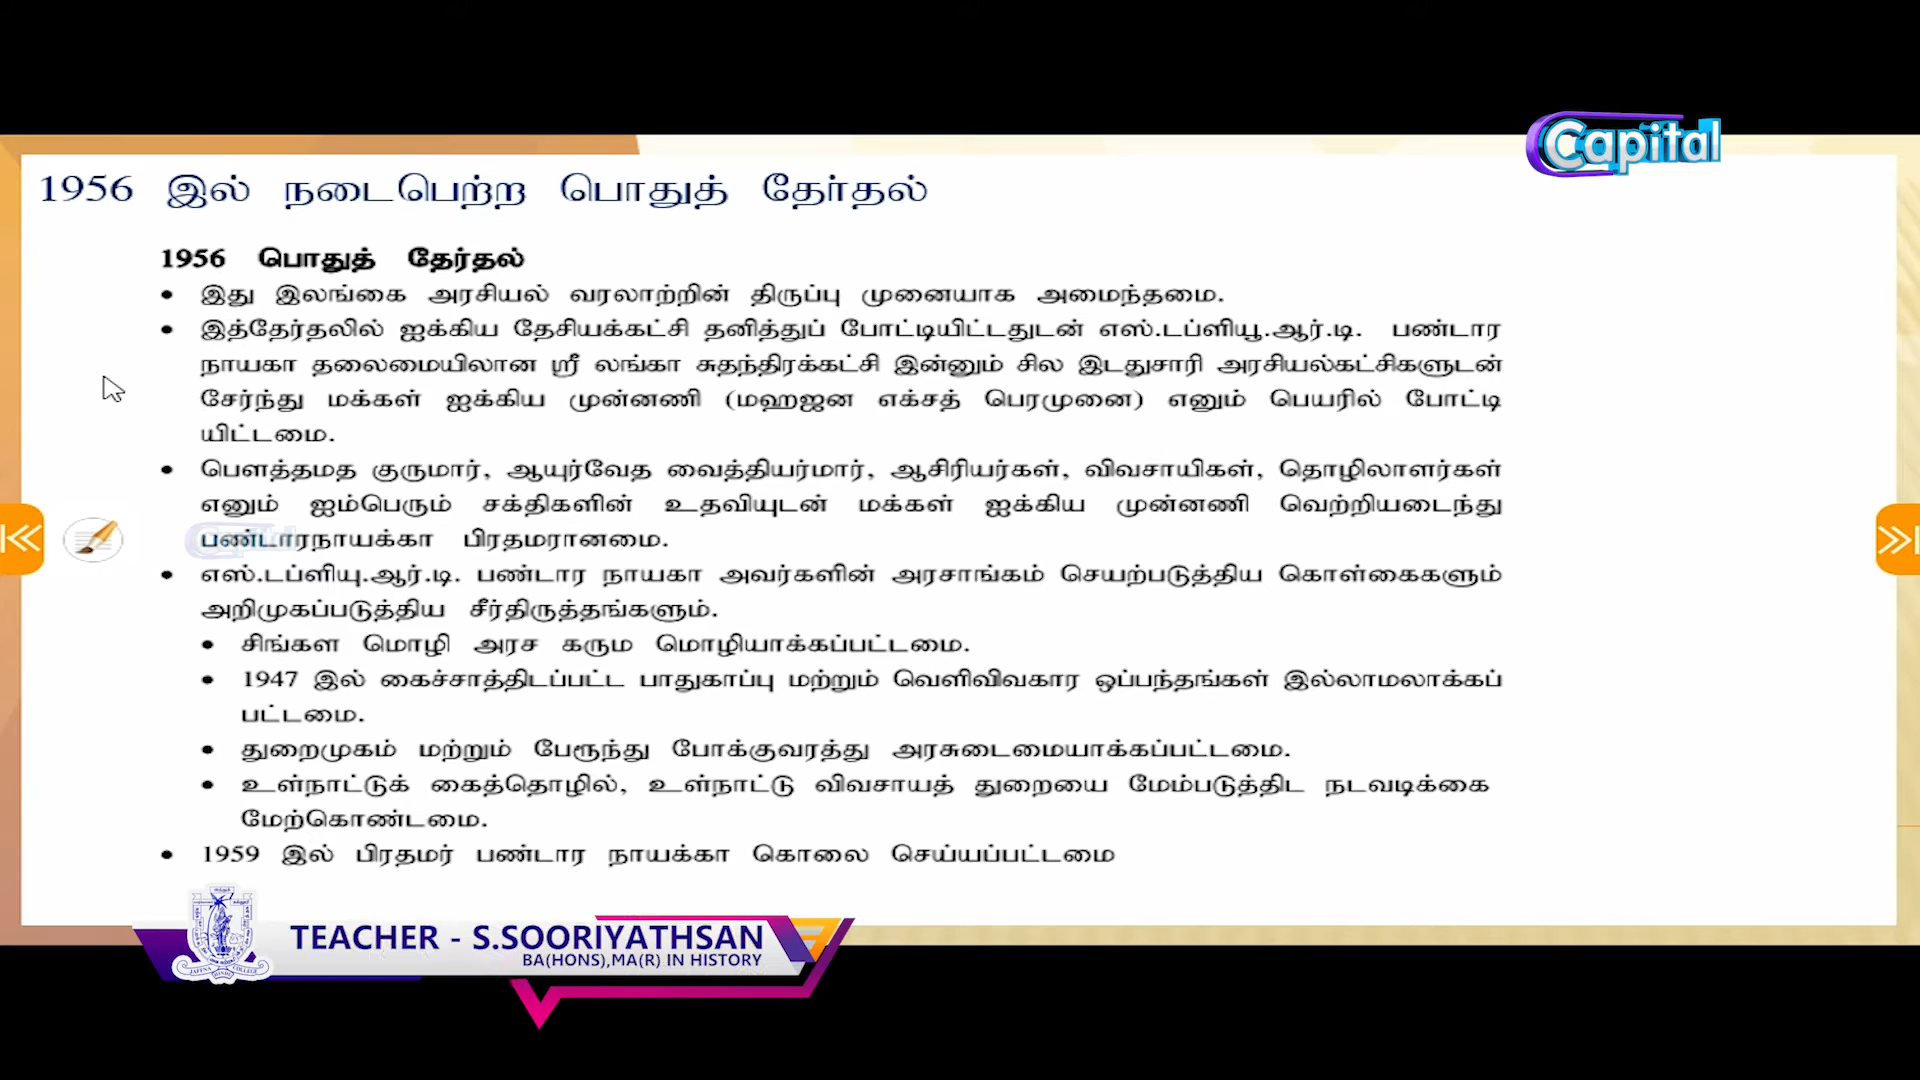 Capital
1956 இல் நடைபெற்ற பொதுத் தேர்தல்
1956 பொதுத் தேர்தல்
• இது இலங்கை அரசியல் வரலாற்றின் திருப்பு முனையாக அமைந்தமை.
• இத்தேர்தலில் ஐக்கிய தேசியக்கட்சி தனித்துப் போட்டியிட்டதுடன் எஸ்.டப்ளியூ.ஆர்.டி. பண்டார
நாயகா தலைமையிலான ஸ்ரீ லங்கா சுதந்திரக்கட்சி இன்னும் சில இடதுசாரி அரசியல்கட்சிகளுடன்
சேர்ந்து மக்கள் ஐக்கிய முன்னணி (மஹஜன எக்சத் பெரமுனை) எனும் பெயரில் போட்டி
யிட்டமை.
• பௌத்தமத குருமார், ஆயுர்வேத வைத்தியர்மார், ஆசிரியர்கள், விவசாயிகள், தொழிலாளர்கள்
எனும் ஐம்பெரும் சக்திகளின் உதவியுடன் மக்கள் ஐக்கிய முன்னணி வெற்றியடைந்து
பண்டாரநாயக்கா பிரதமரானமை.
• எஸ்.டப்ளியு.ஆர்.டி. பண்டார நாயகா அவர்களின் அரசாங்கம் செயற்படுத்திய கொள்கைகளும்
அறிமுகப்படுத்திய சீர்திருத்தங்களும்.
• சிங்கள மொழி அரச கரும மொழியாக்கப்பட்டமை.
• 1947 இல் கைச்சாத்திடப்பட்ட பாதுகாப்பு மற்றும் வெளிவிவகார ஒப்பந்தங்கள் இல்லாமலாக்கப்
பட்டமை.
• துறைமுகம் மற்றும் பேரூந்து போக்குவரத்து அரசுடைமையாக்கப்பட்டமை.
• உள்நாட்டுக் கைத்தொழில், உள்நாட்டு விவசாயத் துறையை மேம்படுத்திட நடவடிக்கை
மேற்கொண்டமை.
• 1959 இல் பிரதமர் பண்டார நாயக்கா கொலை செய்யப்பட்டமை
TEACHER - S.SOORIYATHSAN
BA(HONS),MA(R) IN HISTORY
JAFFNA HINDU COLLEGE